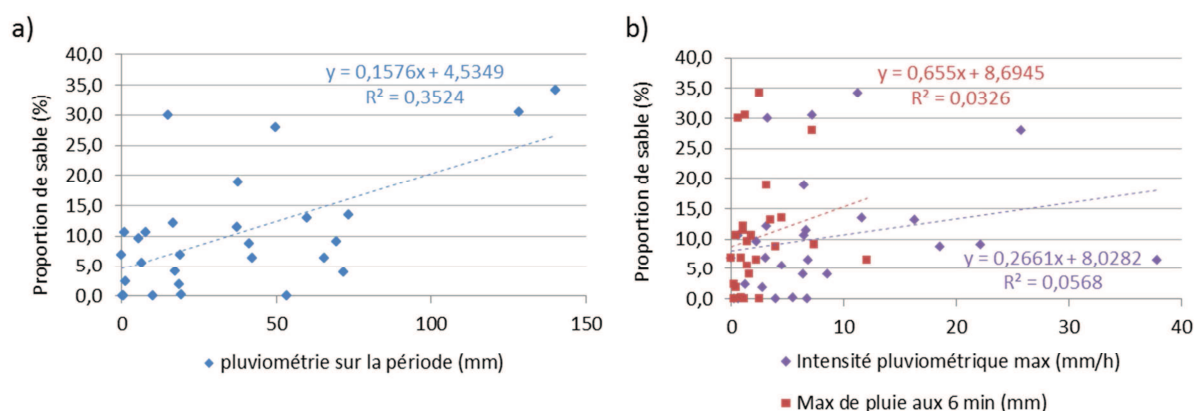 a)
Proportion de sable (%)
40,0
35,0
30,0
25,0
20,0
15,0
10,0
5,0
0,0
y = 0,1576x + 4,5349
R² = 0,3524
0
50
100
150
pluviométrie sur la période (mm)
b)
Proportion de sable (%)
40,0
35,0
30,0
25,0
20,0
15,0
10,0
5,0
0,0
y = 0,655x + 8,6945
R² = 0,0326
y = 0,2661x + 8,0282
R² = 0,0568
0
10
20
30
40
Intensité pluviométrique max (mm/h)
Max de pluie aux 6 min (mm)